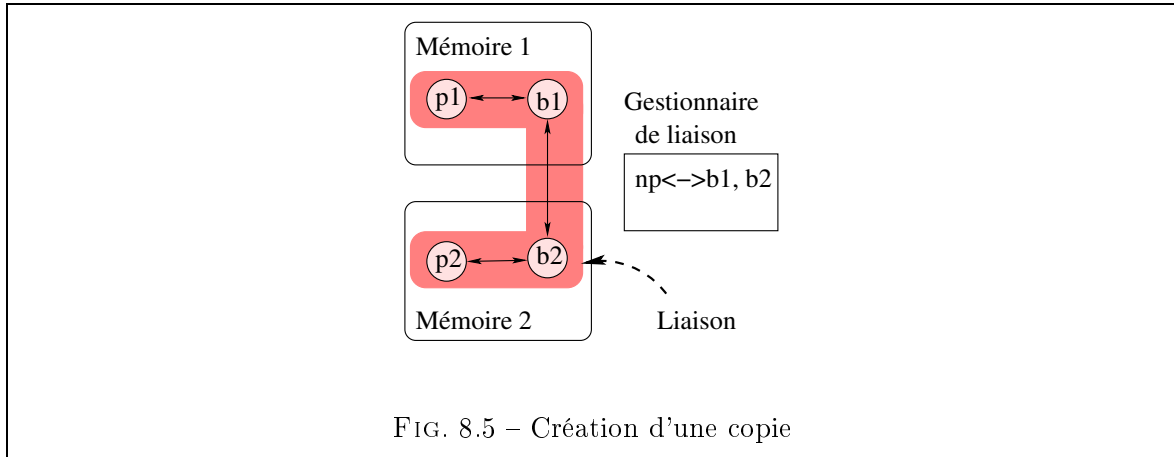 Mémoire 1
p1
b1
Gestionnaire
de liaison
np<->b1, b2
p2
b2
Mémoire 2
Liaison
FIG. 8.5 – Création d'une copie